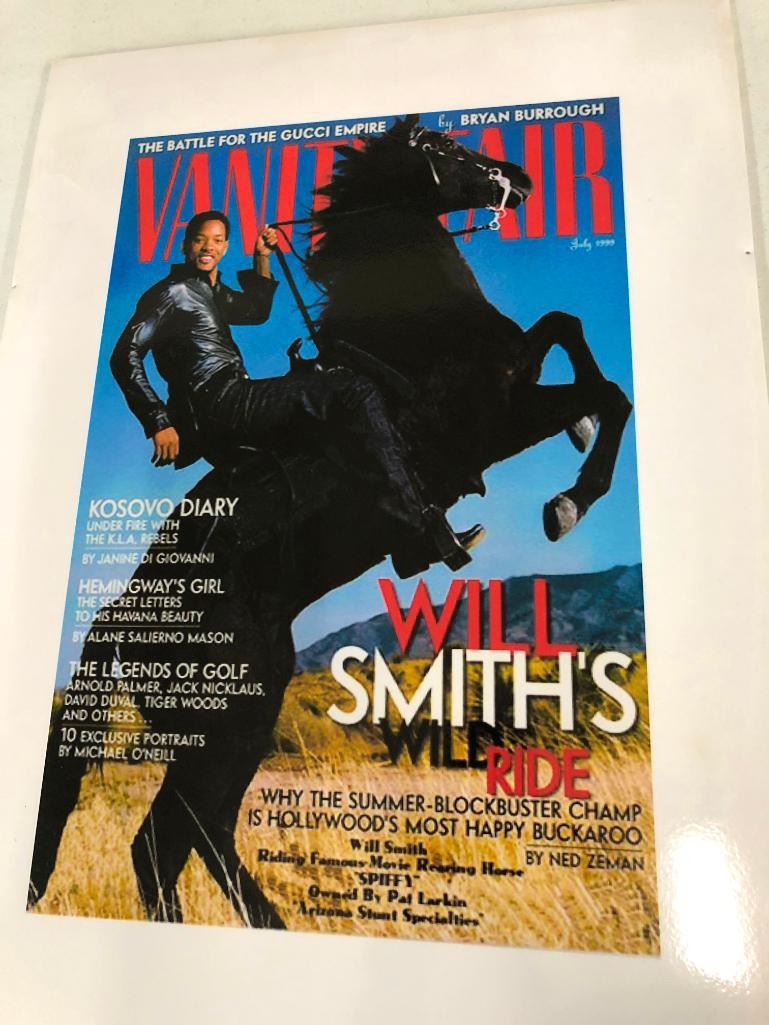 THE BATTLE FOR THE GUCCI EMPIRE by BRYAN BURROUGH
VANITY FAIR
July 1999
KOSOVO DIARY
UNDER FIRE WITH
THE K.L.A. REBELS
BY JANINE DI GIOVANNI
HEMINGWAY'S GIRL
THE SECRET LETTERS
TO HIS HAVANA BEAUTY
BY ALANE SALIERNO MASON
THE LEGENDS OF GOLF
ARNOLD PALMER, JACK NICKLAUS,
DAVID DUVAL, TIGER WOODS
AND OTHERS...
10 EXCLUSIVE PORTRAITS
BY MICHAEL O'NEILL
WILL
SMITH'S
WILD
RIDE
WHY THE SUMMER-BLOCKBUSTER CHAMP
IS HOLLYWOOD'S MOST HAPPY BUCKAROO
BY NED ZEMAN
Will Smith
Riding Famous Movie Rearing Horse
"SPIFFY"
Owned By Pat Larkin
"Arizona Stunt Specialties"